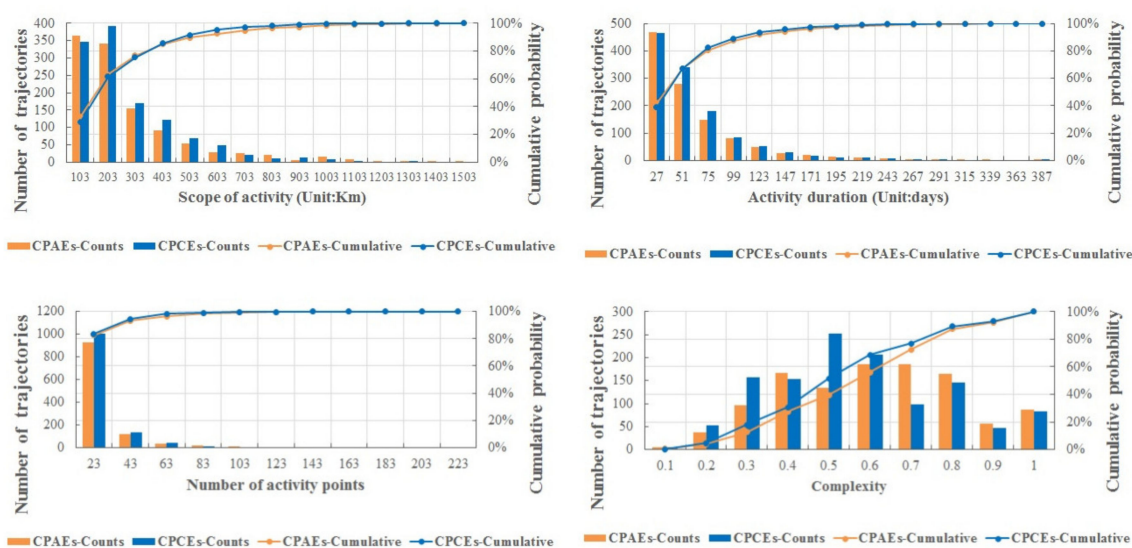 Number of trajectories
400
350
300
250
200
150
100
50
0
100%
80%
60%
40%
20%
0%
Cumulative probability
103 203 303 403 503 603 703 803 903 1003 1103 1203 1303 1403 1503
Scope of activity (Unit:Km)
CPAEs-Counts CPCEs-Counts CPAEs-Cumulative CPCEs-Cumulative
Number of trajectories
500
400
300
200
100
0
100%
80%
60%
40%
20%
0%
Cumulative probability
27 51 75 99 123 147 171 195 219 243 267 291 315 339 363 387
Activity duration (Unit:days)
CPAEs-Counts CPCEs-Counts CPAEs-Cumulative CPCEs-Cumulative
Number of trajectories
1200
1000
800
600
400
200
0
100%
80%
60%
40%
20%
0%
Cumulative probability
23 43 63 83 103 123 143 163 183 203 223
Number of activity points
CPAEs-Counts CPCEs-Counts CPAEs-Cumulative CPCEs-Cumulative
Number of trajectories
300
250
200
150
100
50
0
100%
80%
60%
40%
20%
0%
Cumulative probability
0.1 0.2 0.3 0.4 0.5 0.6 0.7 0.8 0.9 1
Complexity
CPAEs-Counts CPCEs-Counts CPAEs-Cumulative CPCEs-Cumulative